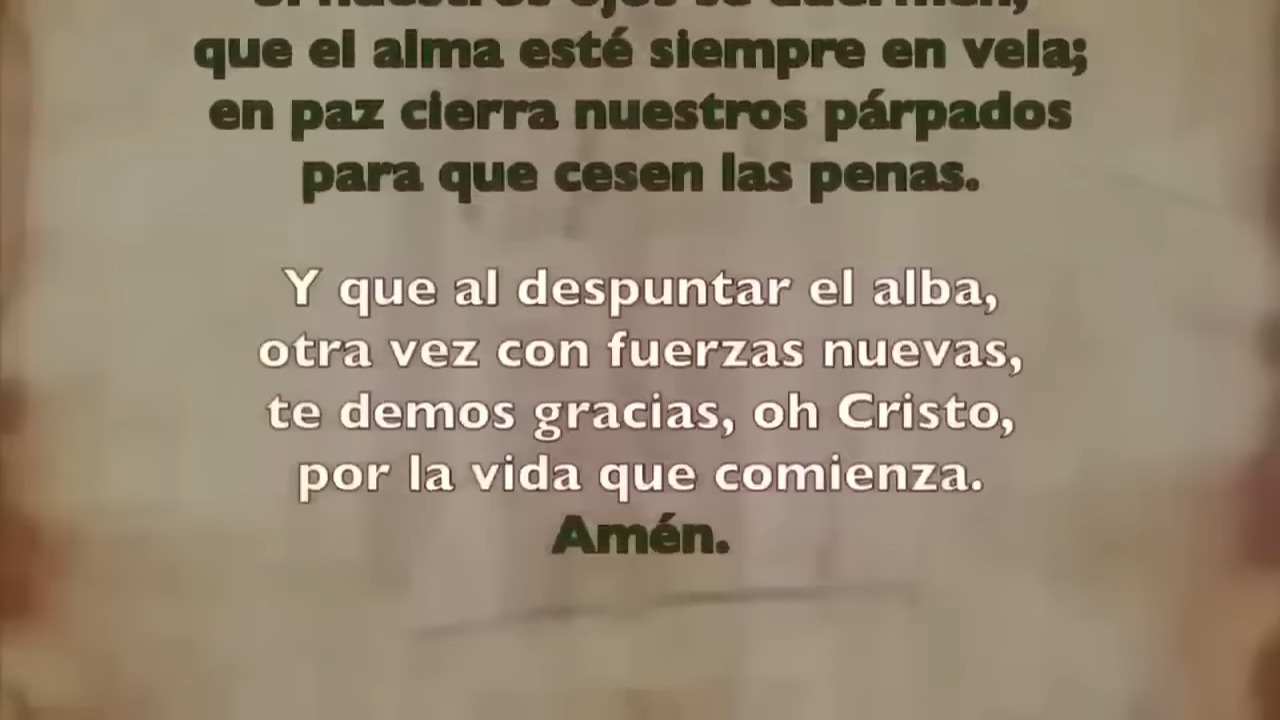 que el alma esté siempre en vela;
en paz cierra nuestros párpados
para que cesen las penas.
Y que al despuntar el alba,
otra vez con fuerzas nuevas,
te demos gracias, oh Cristo,
por la vida que comienza.
Amén.